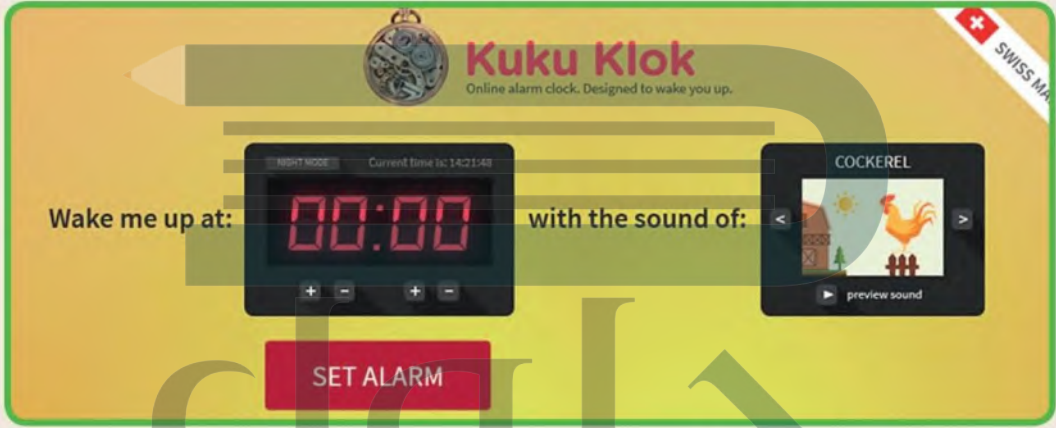 Kuku Klok
Online alarm clock. Designed to wake you up.
SWISS MA
NIGHT MODE Current time is: 14:21:48
COCKEREL
Wake me up at: 00:00 with the sound of: < >
+ - + -
preview sound
SET ALARM